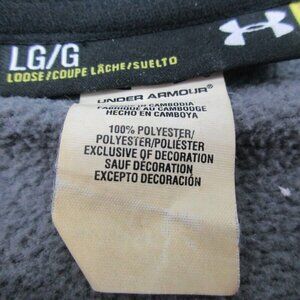 LG/G
LOOSE/COUPE LÂCHE/SUELTO
UNDER ARMOUR
MADE IN CAMBODIA
FABRIQUÉ AU CAMBODGE
HECHO EN CAMBOYA
100% POLYESTER/
POLYESTER/POLIÉSTER
EXCLUSIVE OF DECORATION
SAUF DÉCORATION
EXCEPTO DECORACIÓN